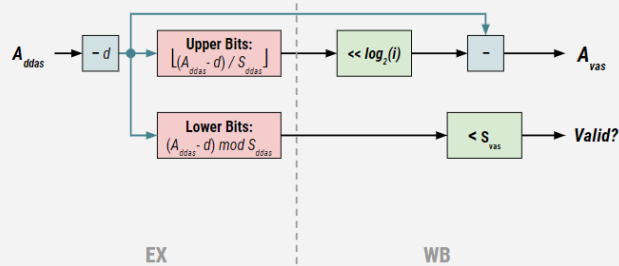 A_ddas
- d
Upper Bits:
⌊(A_ddas - d) / S_ddas⌋
<< log_2(i)
-
A_vas
Lower Bits:
(A_ddas - d) mod S_ddas
< S_vas
Valid?
EX
WB